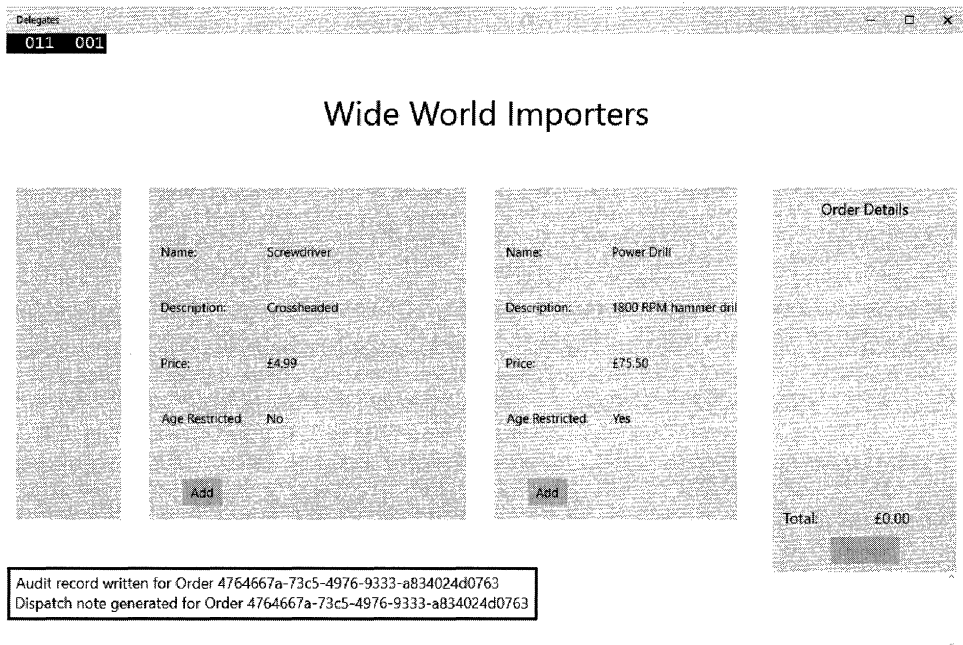 Delegates
011 001
Wide World Importers
Name: Screwdriver
Description: Crossheaded
Price: £4.99
Age Restricted No
Add
Name: Power Drill
Description: 1800 RPM hammer dril
Price: £75.50
Age Restricted Yes
Add
Order Details
Total: £0.00
Audit record written for Order 4764667a-73c5-4976-9333-a834024d0763
Dispatch note generated for Order 4764667a-73c5-4976-9333-a834024d0763